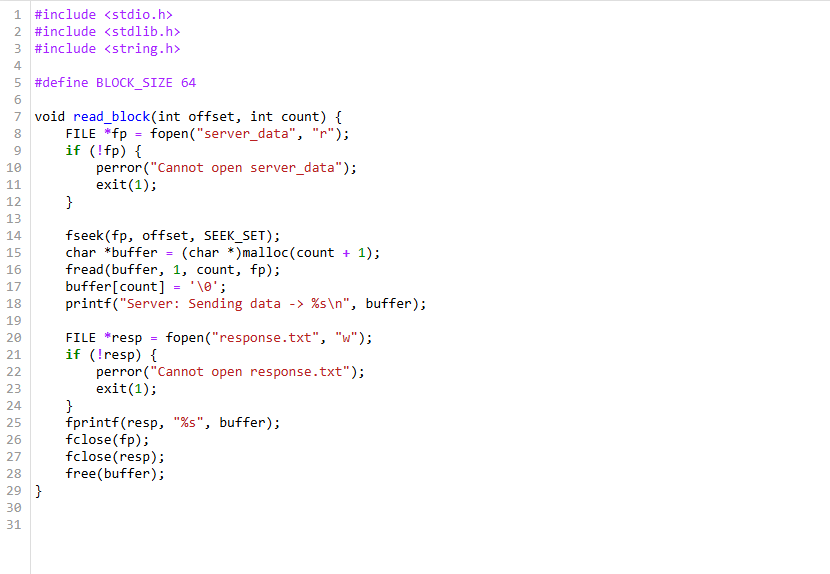 1 #include <stdio.h>
2 #include <stdlib.h>
3 #include <string.h>
4
5 #define BLOCK_SIZE 64
6
7 void read_block(int offset, int count) {
8     FILE *fp = fopen("server_data", "r");
9     if (!fp) {
10         perror("Cannot open server_data");
11         exit(1);
12     }
13
14     fseek(fp, offset, SEEK_SET);
15     char *buffer = (char *)malloc(count + 1);
16     fread(buffer, 1, count, fp);
17     buffer[count] = '\0';
18     printf("Server: Sending data -> %s\n", buffer);
19
20     FILE *resp = fopen("response.txt", "w");
21     if (!resp) {
22         perror("Cannot open response.txt");
23         exit(1);
24     }
25     fprintf(resp, "%s", buffer);
26     fclose(fp);
27     fclose(resp);
28     free(buffer);
29 }
30
31